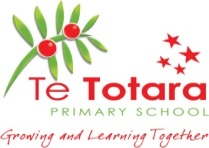 Te Totara
PRIMARY SCHOOL
Growing and Learning Together